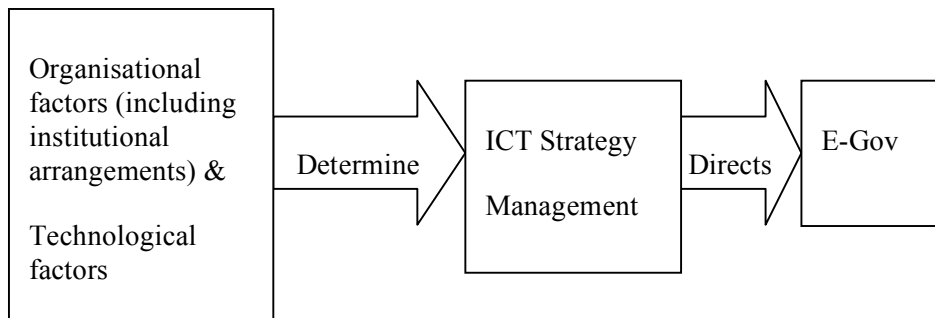 Organisational
factors (including
institutional
arrangements) &
Technological
factors
Determine
ICT Strategy
Management
Directs
E-Gov